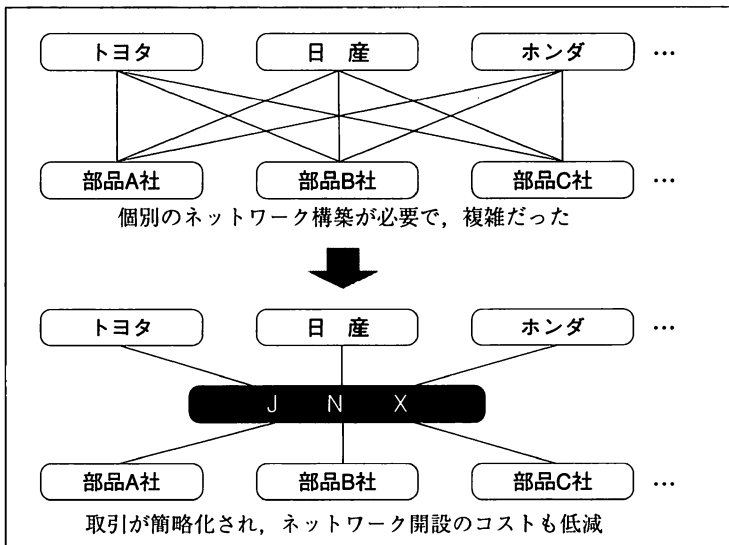 トヨタ 日 産 ホンダ …
部品A社 部品B社 部品C社 …
個別のネットワーク構築が必要で，複雑だった
トヨタ 日 産 ホンダ …
J N X
部品A社 部品B社 部品C社 …
取引が簡略化され，ネットワーク開設のコストも低減